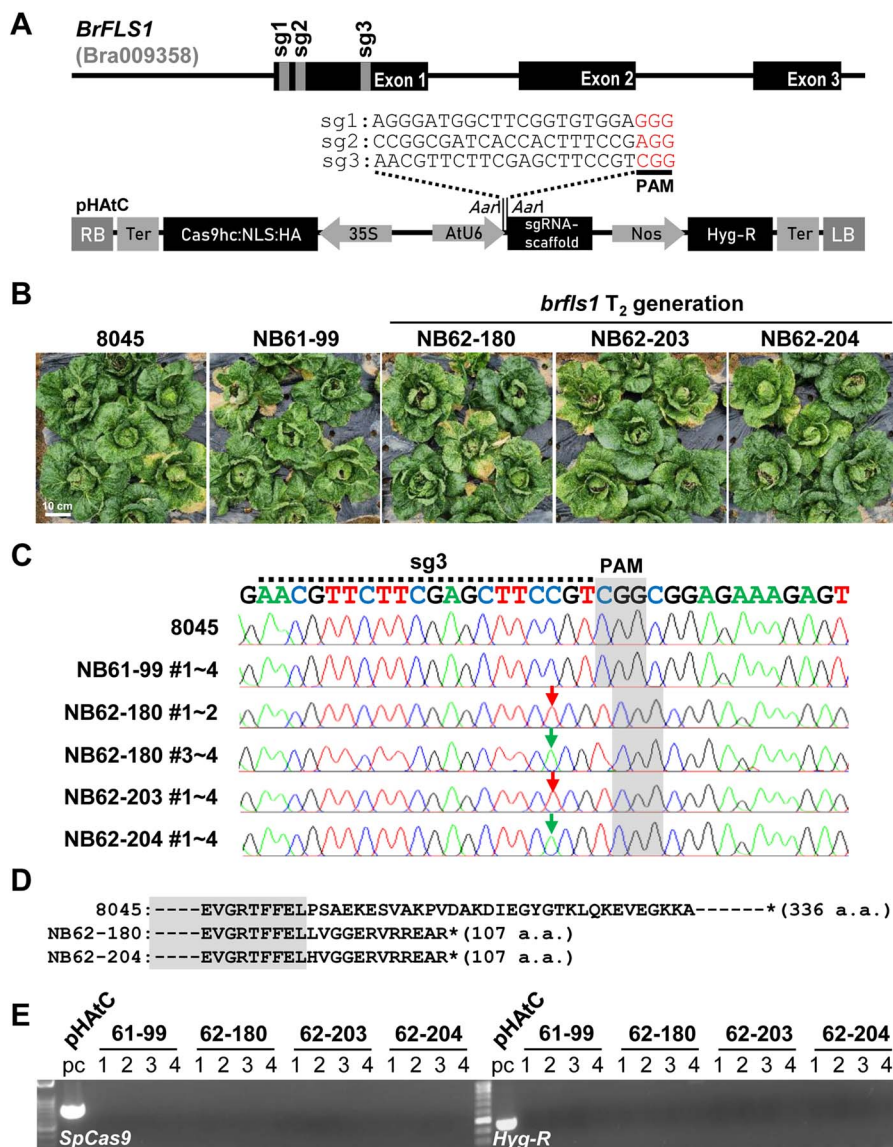 A
BrFLS1
(Bra009358)
sg1
sg2
sg3
Exon 1
Exon 2
Exon 3
sg1:AGGGATGGCTTCGGTGTGGAGGG
sg2:CCGGCGATCACCACTTTCCGAGG
sg3:AACGTTCTTCGAGCTTCCGTCGG
PAM
pHAtC
AarI AarI
RB Ter Cas9hc:NLS:HA 35S AtU6 sgRNA-scaffold Nos Hyg-R Ter LB
B
brfls1 T2 generation
8045 NB61-99 NB62-180 NB62-203 NB62-204
10 cm
C
sg3 PAM
GAACGTTCTTCGAGCTTCCGTCGGCGGAGAAAGAGT
8045
NB61-99 #1~4
NB62-180 #1~2
NB62-180 #3~4
NB62-203 #1~4
NB62-204 #1~4
D
8045:----EVGRTFFELPSAEKESVAKPVDAKDIEGYGTKLQKEVEGKKA------*(336 a.a.)
NB62-180:----EVGRTFFELLVGGERVRREAR*(107 a.a.)
NB62-204:----EVGRTFFELHVGGERVRREAR*(107 a.a.)
E
pHAtC 61-99 62-180 62-203 62-204 pHAtC 61-99 62-180 62-203 62-204
pc 1 2 3 4 1 2 3 4 1 2 3 4 1 2 3 4 pc 1 2 3 4 1 2 3 4 1 2 3 4 1 2 3 4
SpCas9 Hyg-R